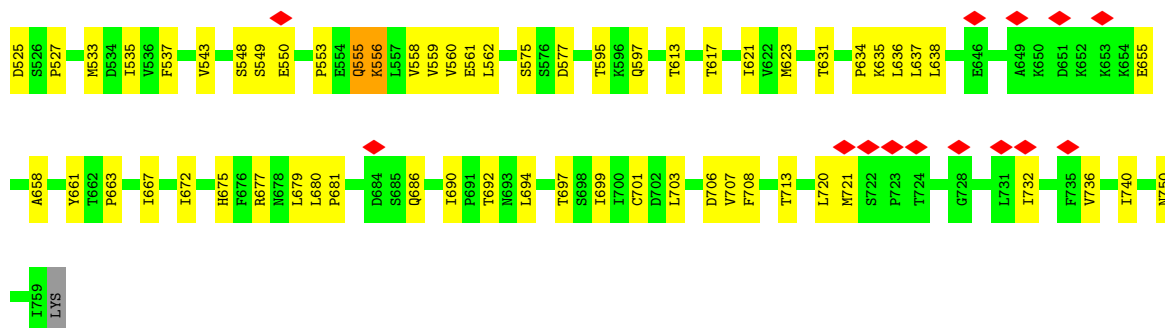 D525 S526 P527 M533 D534 I535 V536 F537 V543 S548 S549 E550 P553 E554 Q555 K556 L557 V558 V559 V560 E561 L562 S575 S576 D577 T595 K596 Q597 T613 T617 I621 V622 M623 T631 P634 K635 L636 L637 L638 E646 A649 K650 D651 K652 K653 K654 E655
A658 Y661 T662 P663 I667 I672 H675 F676 R677 N678 L679 L680 P681 D684 S685 Q686 I690 P691 T692 N693 L694 T697 S698 I699 I700 C701 D702 L703 D706 V707 F708 T713 L720 M721 S722 P723 T724 G728 L731 I732 F735 V736 I740 N750
I759 LYS